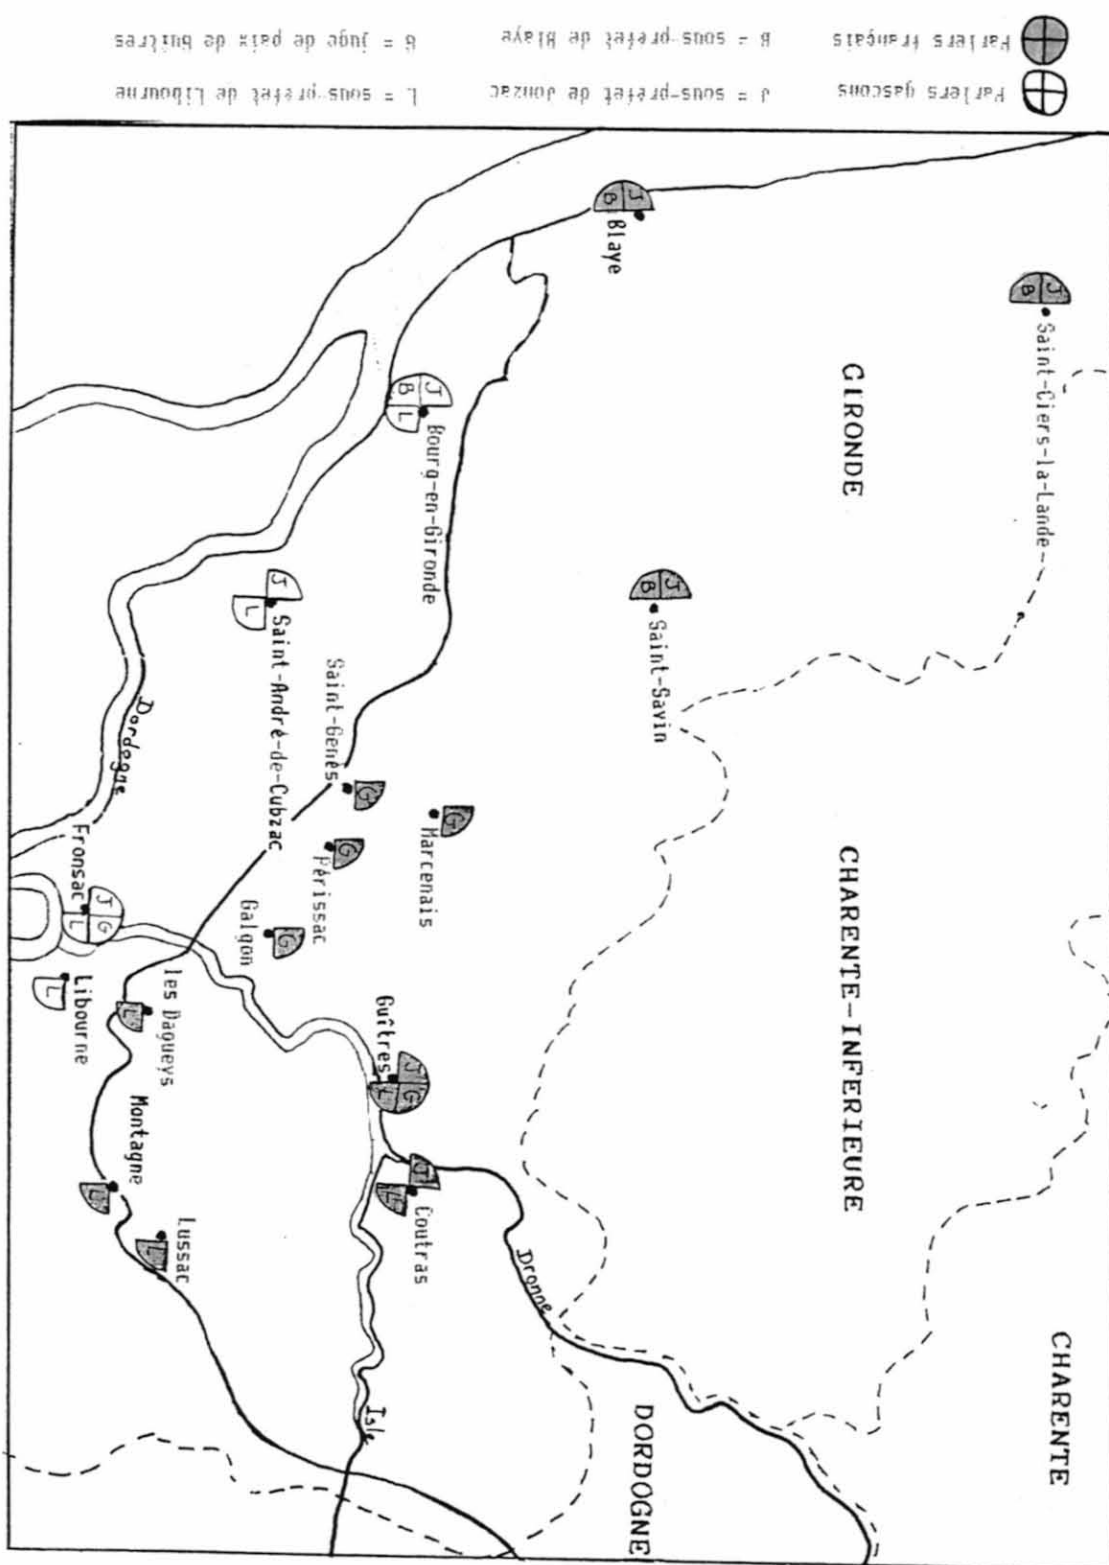 Parlers français B = sous-préfet de Blaye G = juge de paix de Guîtres
Parlers gascons J = sous-préfet de Jonzac L = sous-préfet de Libourne
CHARENTE
CHARENTE-INFERIEURE
GIRONDE
DORDOGNE
Saint-Ciers-la-Lande
J
B
Blaye
J
B
Saint-Savin
J
B
Bourg-en-Gironde
J
B
L
Saint-André-de-Cubzac
J
L
Saint-Genès
G
Marcenais
G
Périssac
G
Galgon
G
Fronsac
J
G
L
Libourne
L
les Dagueys
L
Guîtres
J
G
L
Coutras
J
L
Montagne
L
Lussac
L
Dordogne
Dronne
Isle